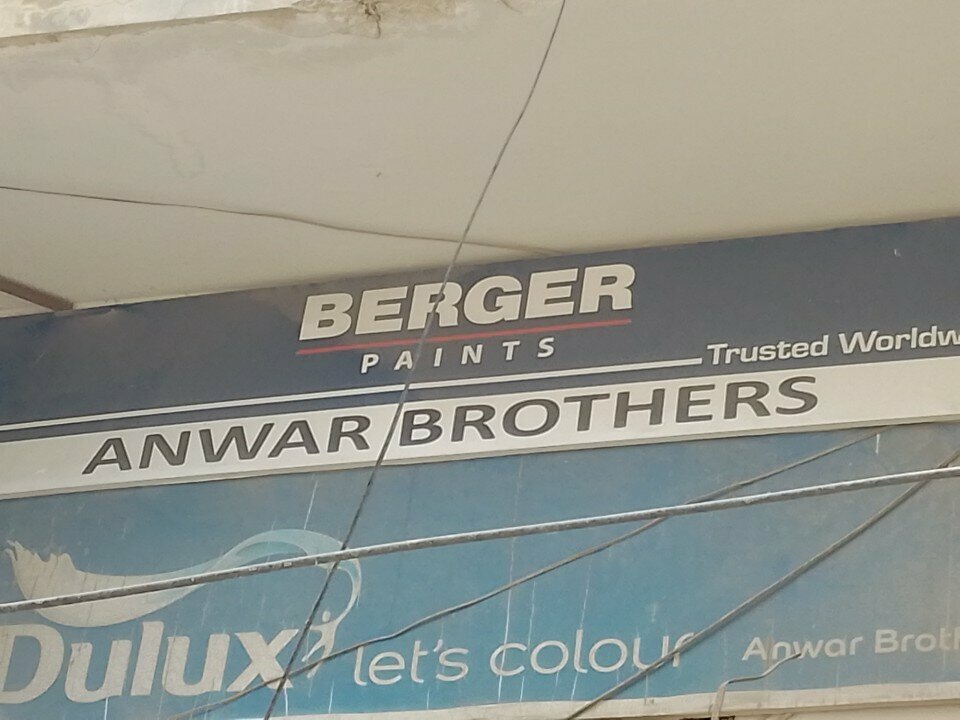 BERGER
PAINTS
Trusted Worldw
ANWAR BROTHERS
Dulux
let's colour
Anwar Broth